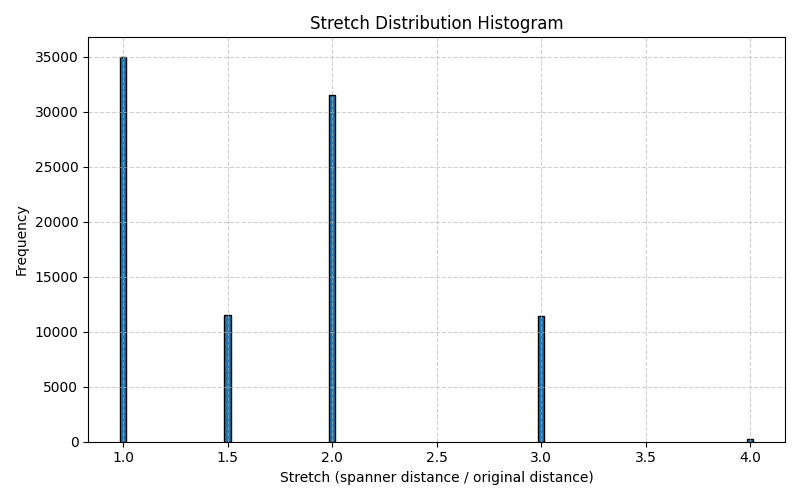 Stretch Distribution Histogram
Frequency
35000
30000
25000
20000
15000
10000
5000
0
1.0 1.5 2.0 2.5 3.0 3.5 4.0
Stretch (spanner distance / original distance)